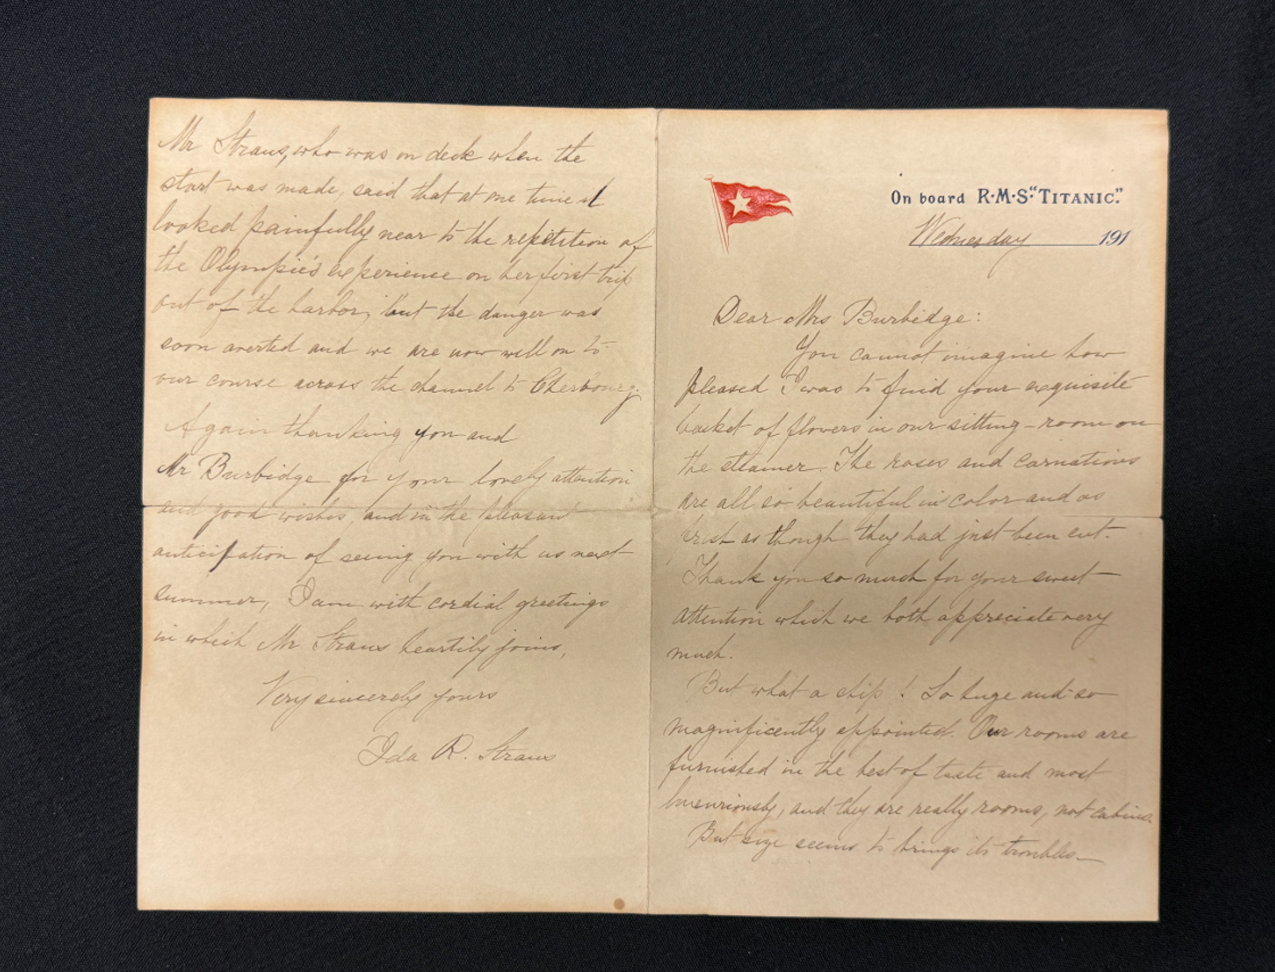 On board R·M·S· "TITANIC."
Wednesday 191
Dear Mrs Burbidge:
You cannot imagine how
pleased I was to find your exquisite
basket of flowers in our sitting-room on
the steamer. The roses and carnations
are all so beautiful in color and as
fresh as though they had just been cut.
Thank you so much for your sweet
attention which we both appreciate very
much.
But what a ship! So huge and so
magnificently appointed. Our rooms are
furnished in the best of taste and most
luxuriously, and they are really rooms, not cabins.
But size seems to bring its troubles—
Mr Straus, who was on deck when the
start was made, said that at one time it
looked painfully near to the repetition of
the Olympic's experience on her first trip
out of the harbor, but the danger was
soon averted and we are now well on to
our course across the channel to Cherbourg.
Again thanking you and
Mr Burbidge for your lovely attention
and good wishes, and in the pleasant
anticipation of seeing you with us next
summer, I am with cordial greetings
in which Mr Straus heartily joins,
Very sincerely yours
Ida R. Straus